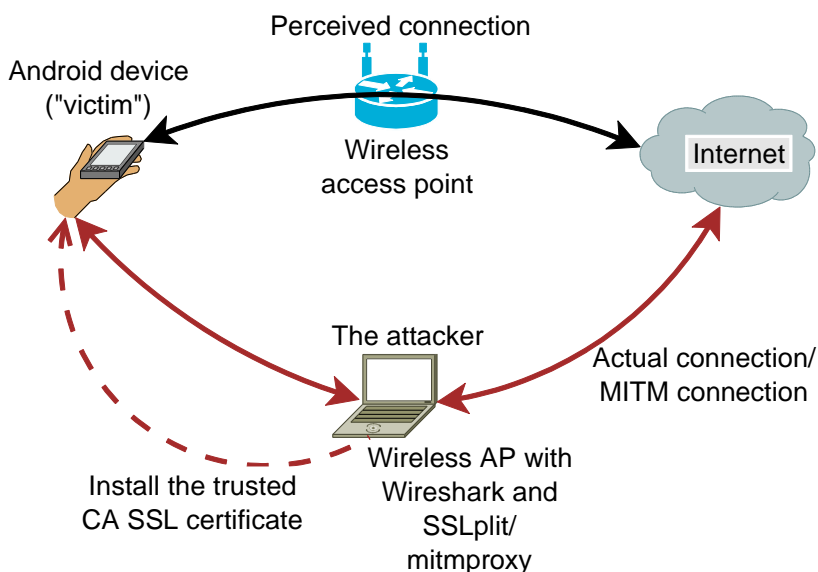 Perceived connection
Android device
("victim")
Wireless
access point
Internet
The attacker
Actual connection/
MITM connection
Install the trusted
CA SSL certificate
Wireless AP with
Wireshark and
SSLplit/
mitmproxy